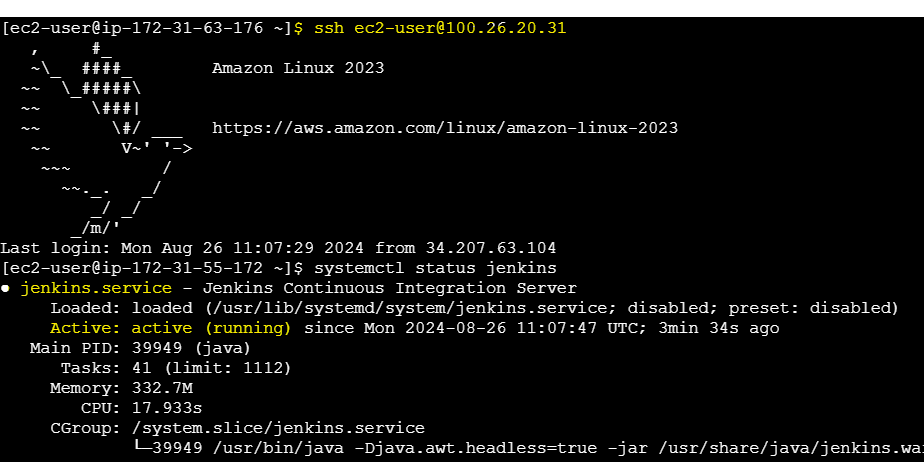 [ec2-user@ip-172-31-63-176 ~]$ ssh ec2-user@100.26.20.31
   ,     #_
   ~\_  ####_        Amazon Linux 2023
  ~~  \_#####\
  ~~     \###|
  ~~       \#/ ___   https://aws.amazon.com/linux/amazon-linux-2023
   ~~       V~' '->
    ~~~         /
      ~~._.   _/
         _/ _/
       _/m/'
Last login: Mon Aug 26 11:07:29 2024 from 34.207.63.104
[ec2-user@ip-172-31-55-172 ~]$ systemctl status jenkins
● jenkins.service - Jenkins Continuous Integration Server
     Loaded: loaded (/usr/lib/systemd/system/jenkins.service; disabled; preset: disabled)
     Active: active (running) since Mon 2024-08-26 11:07:47 UTC; 3min 34s ago
   Main PID: 39949 (java)
      Tasks: 41 (limit: 1112)
     Memory: 332.7M
        CPU: 17.933s
     CGroup: /system.slice/jenkins.service
             └─39949 /usr/bin/java -Djava.awt.headless=true -jar /usr/share/java/jenkins.wa